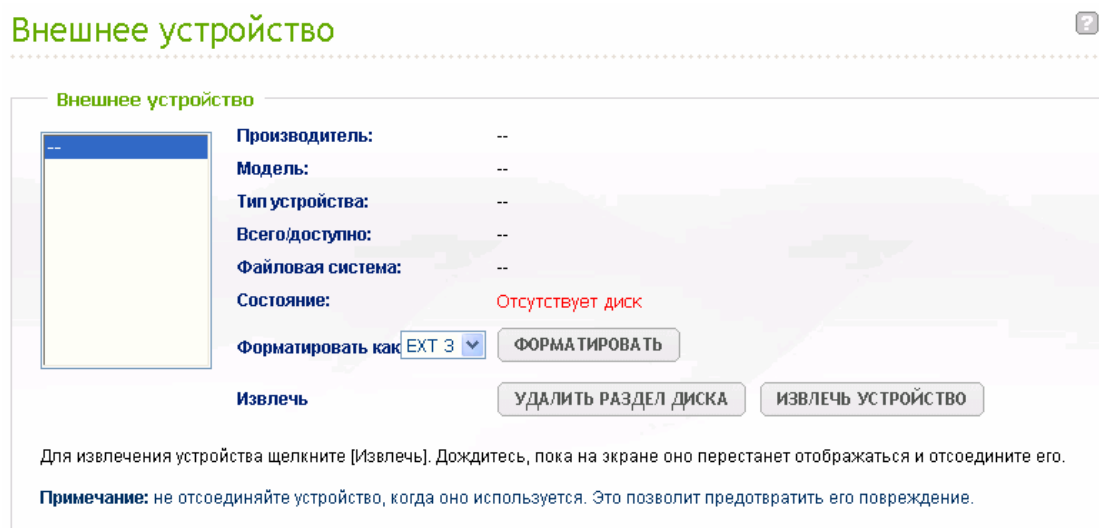 Внешнее устройство
?
Внешнее устройство
--
Производитель: --
Модель: --
Тип устройства: --
Всего/доступно: --
Файловая система: --
Состояние: Отсутствует диск
Форматировать как EXT 3 ФОРМАТИРОВАТЬ
Извлечь УДАЛИТЬ РАЗДЕЛ ДИСКА ИЗВЛЕЧЬ УСТРОЙСТВО
Для извлечения устройства щелкните [Извлечь]. Дождитесь, пока на экране оно перестанет отображаться и отсоедините его.
Примечание: не отсоединяйте устройство, когда оно используется. Это позволит предотвратить его повреждение.